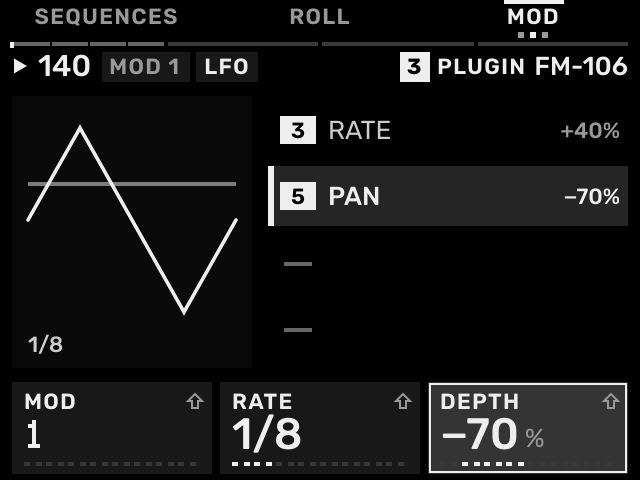 SEQUENCES ROLL MOD
140 MOD 1 LFO 3 PLUGIN FM-106
3 RATE +40%
5 PAN –70%
1/8
MOD RATE DEPTH
1 1/8 –70 %